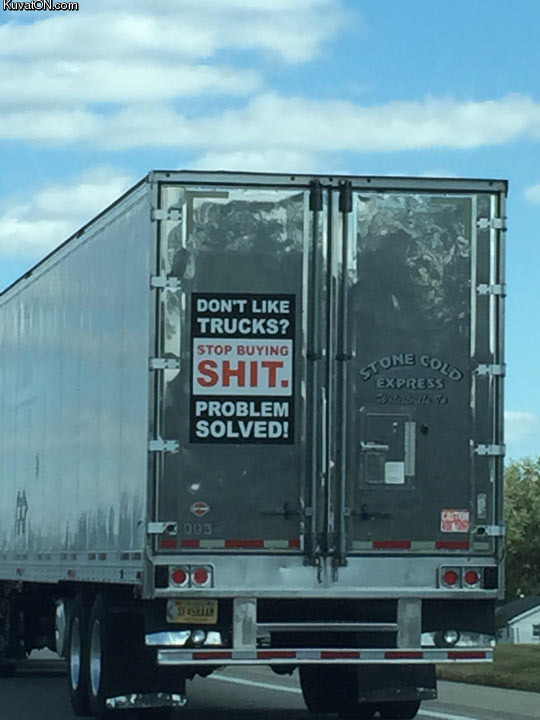 KuvatON.com
DON'T LIKE
TRUCKS?
STOP BUYING
SHIT.
PROBLEM
SOLVED!
STONE COLD
EXPRESS
003